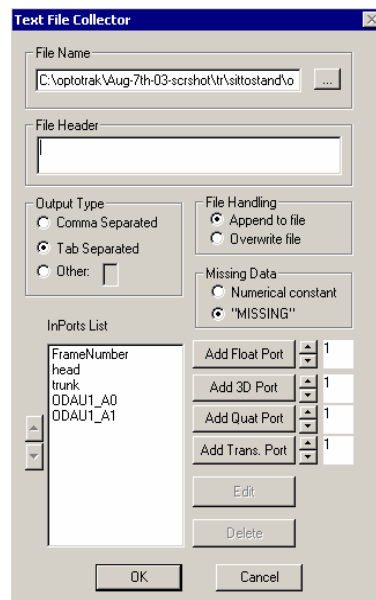 Text File Collector
File Name
C:\optotrak\Aug-7th-03-scrshot\tr\sittostand\o
...
File Header
Output Type
Comma Separated
Tab Separated
Other:
File Handling
Append to file
Overwrite file
Missing Data
Numerical constant
"MISSING"
InPorts List
FrameNumber
head
trunk
ODAU1_A0
ODAU1_A1
Add Float Port 1
Add 3D Port 1
Add Quat Port 1
Add Trans. Port 1
Edit
Delete
OK Cancel